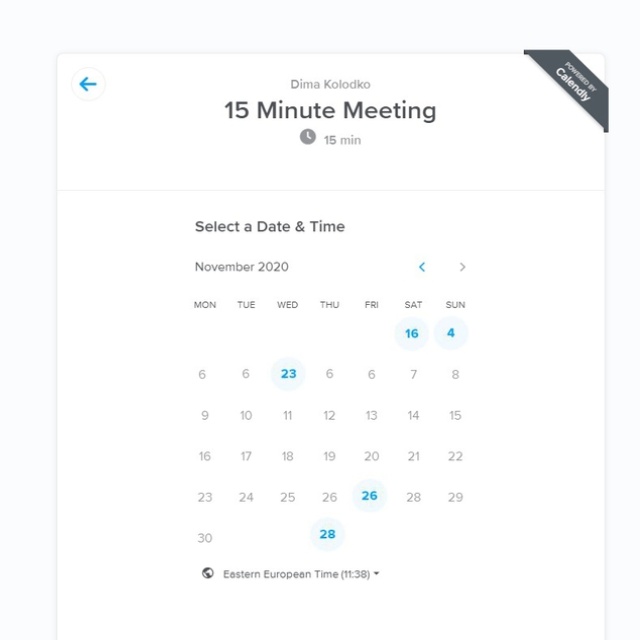 POWERED BY
Calendly
Dima Kolodko
15 Minute Meeting
15 min
Select a Date & Time
November 2020
MON TUE WED THU FRI SAT SUN
16 4
6 6 23 6 6 7 8
9 10 11 12 13 14 15
16 17 18 19 20 21 22
23 24 25 26 26 28 29
30 28
Eastern European Time (11:38)